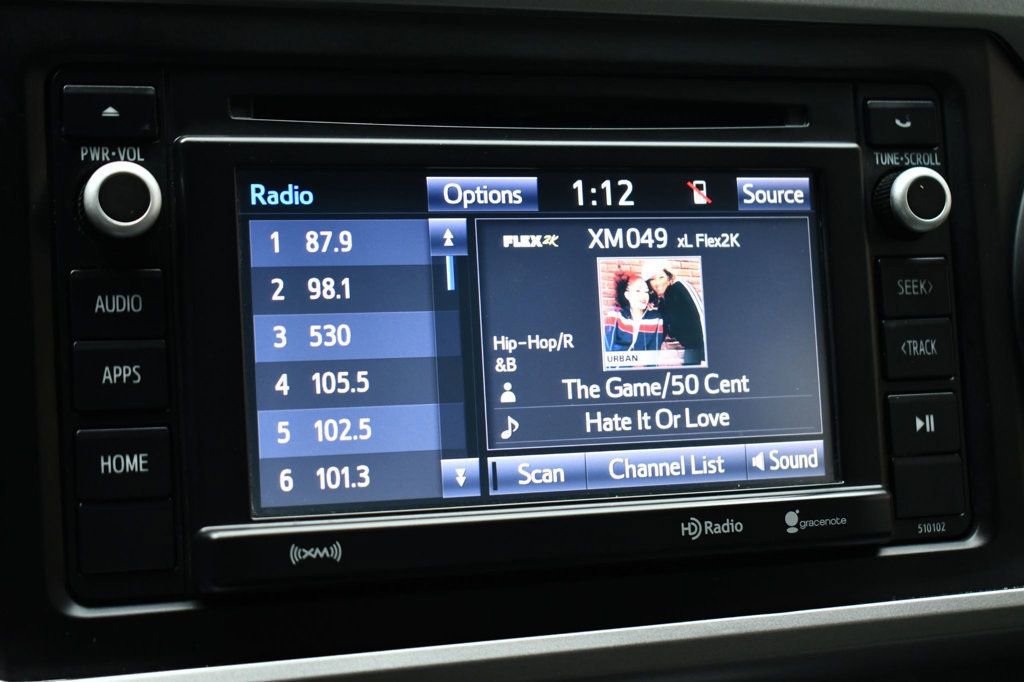 PWR•VOL
AUDIO
APPS
HOME
Radio
Options
1:12
Source
1 87.9
2 98.1
3 530
4 105.5
5 102.5
6 101.3
FLEX2K
XM049 xL Flex2K
URBAN
Hip-Hop/R
&B
The Game/50 Cent
Hate It Or Love
Scan
Channel List
Sound
TUNE•SCROLL
SEEK>
<TRACK
510102
((XM))
HD Radio
gracenote